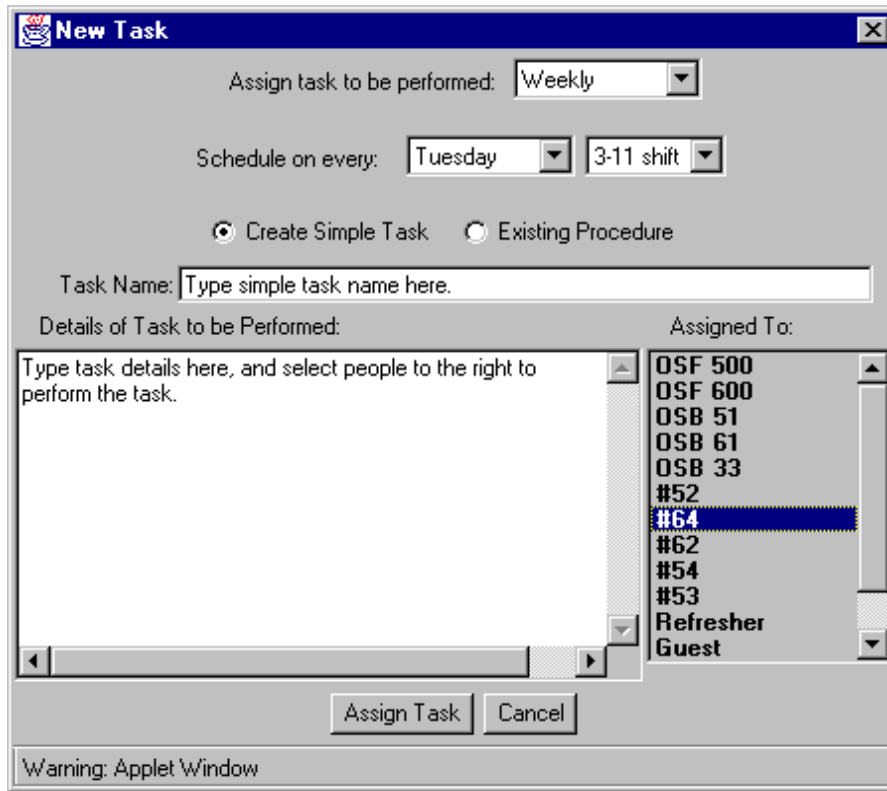 New Task
Assign task to be performed: Weekly
Schedule on every: Tuesday 3-11 shift
Create Simple Task Existing Procedure
Task Name: Type simple task name here.
Details of Task to be Performed:
Type task details here, and select people to the right to
perform the task.
Assigned To:
OSF 500
OSF 600
OSB 51
OSB 61
OSB 33
#52
#64
#62
#54
#53
Refresher
Guest
Assign Task Cancel
Warning: Applet Window